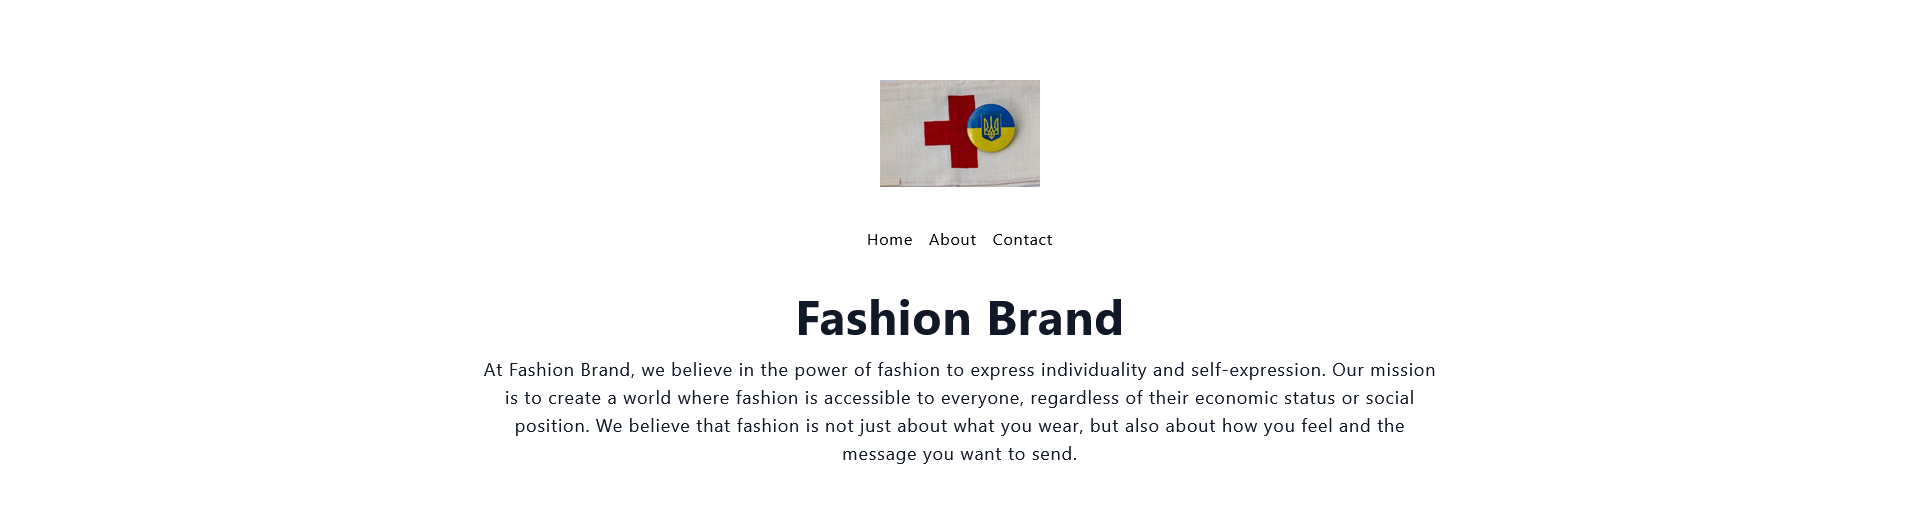 Home About Contact
Fashion Brand
At Fashion Brand, we believe in the power of fashion to express individuality and self-expression. Our mission
is to create a world where fashion is accessible to everyone, regardless of their economic status or social
position. We believe that fashion is not just about what you wear, but also about how you feel and the
message you want to send.